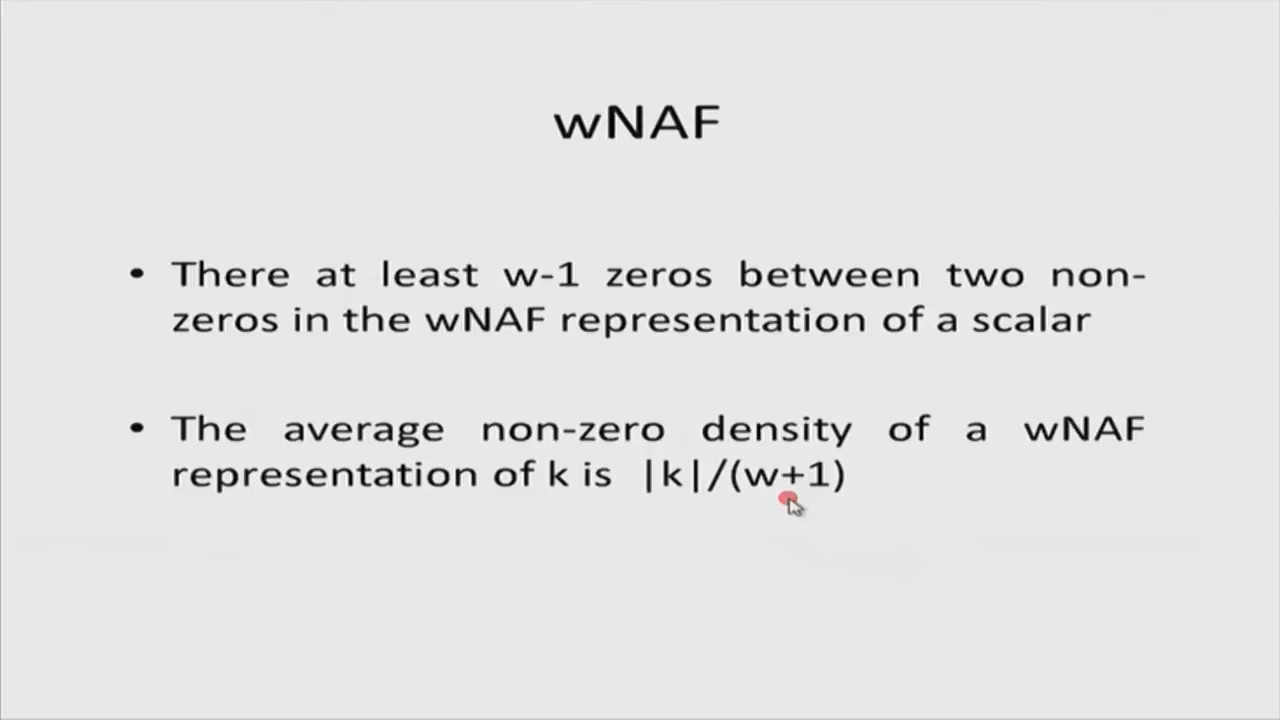 wNAF
• There at least w-1 zeros between two non-
zeros in the wNAF representation of a scalar
• The average non-zero density of a wNAF
representation of k is |k|/(w+1)